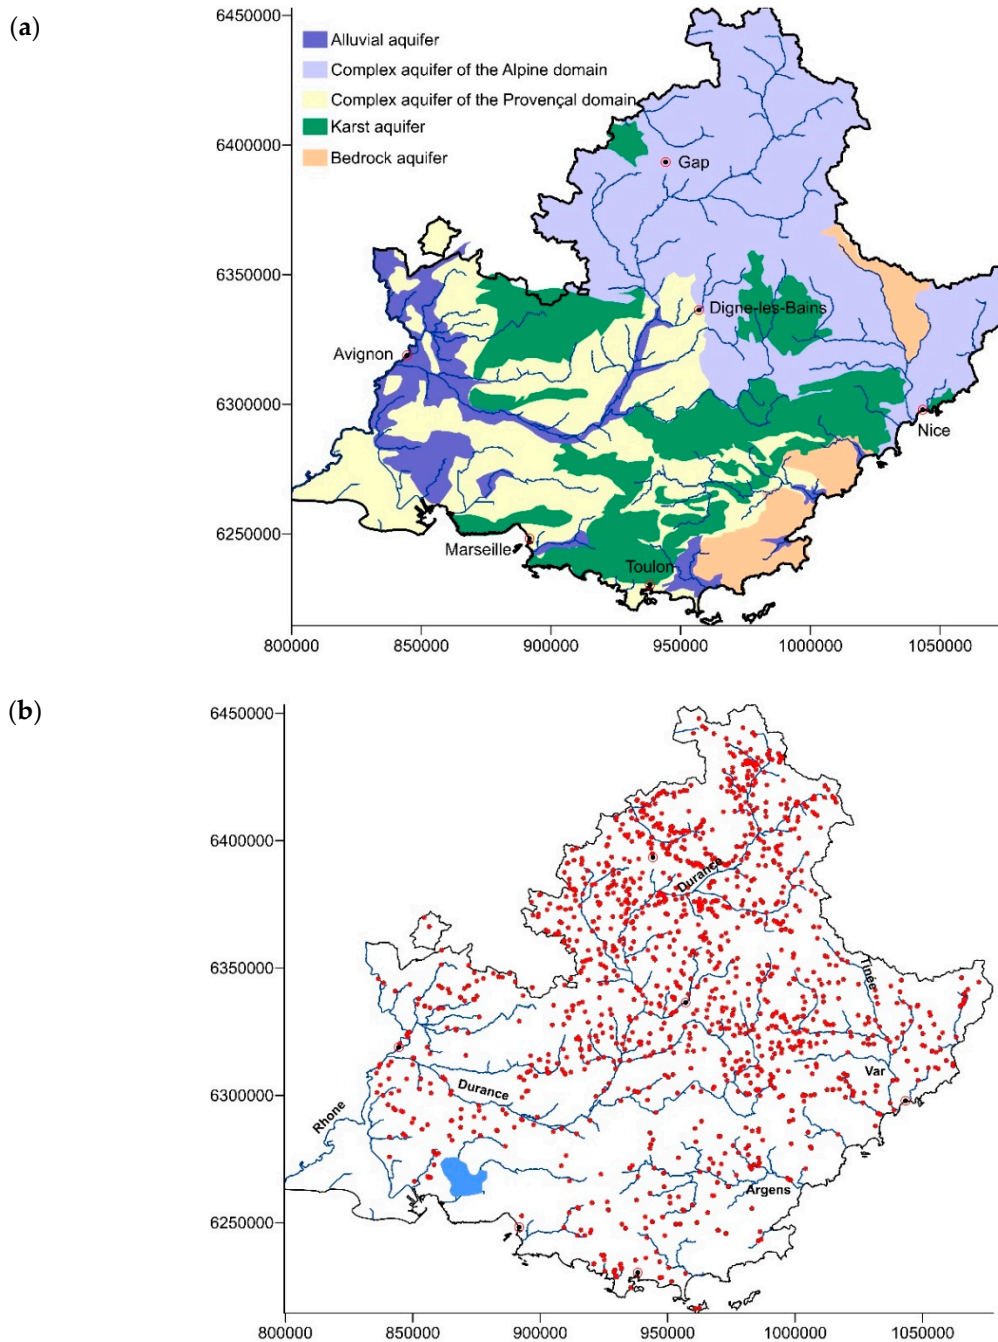 (a)
6450000
Alluvial aquifer
Complex aquifer of the Alpine domain
Complex aquifer of the Provençal domain
Karst aquifer
Bedrock aquifer
6400000
Gap
6350000
Digne-les-Bains
Avignon
6300000
Nice
6250000
Marseille
Toulon
800000 850000 900000 950000 1000000 1050000
(b)
6450000
6400000
Durance
6350000
Tinée
Var
6300000
Durance
Rhone
Argens
6250000
800000 850000 900000 950000 1000000 1050000